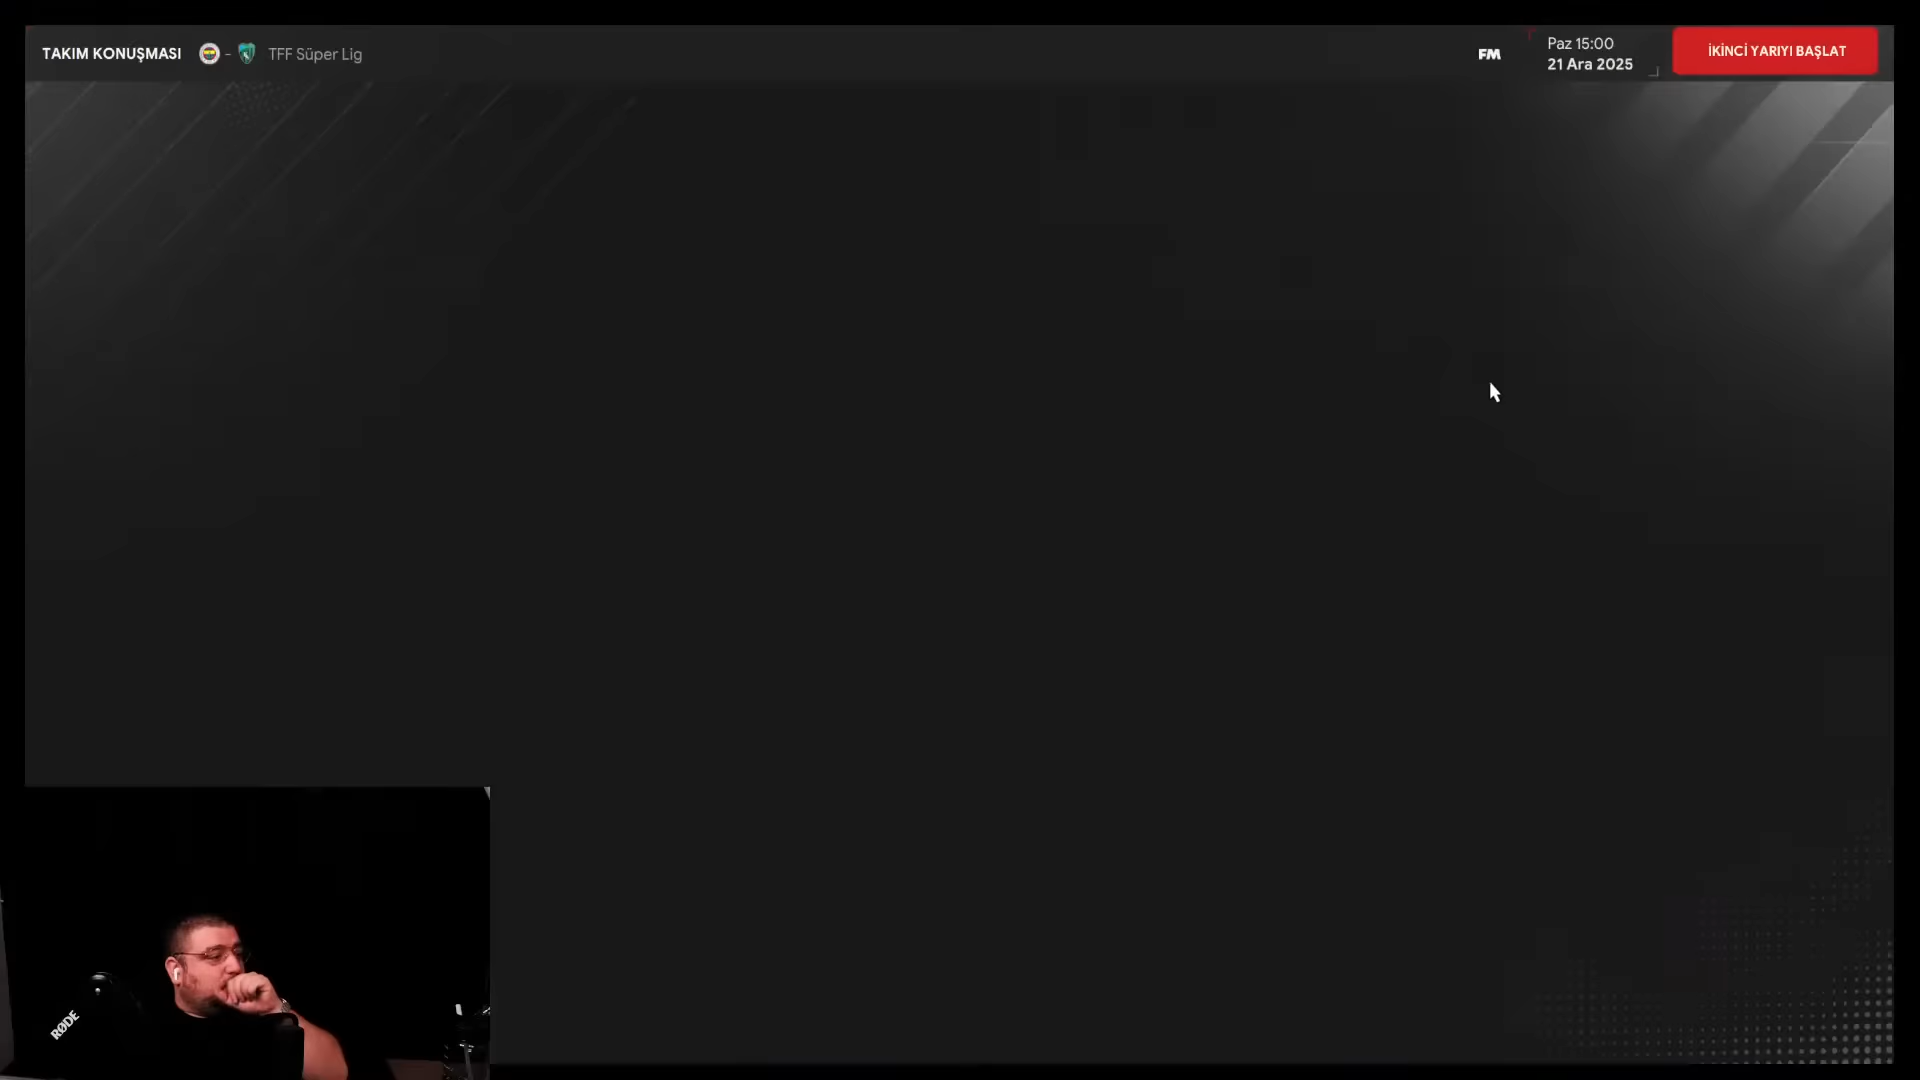 TAKIM KONUŞMASI
- TFF Süper Lig
FM
Paz 15:00
21 Ara 2025
İKİNCİ YARIYI BAŞLAT
RØDE